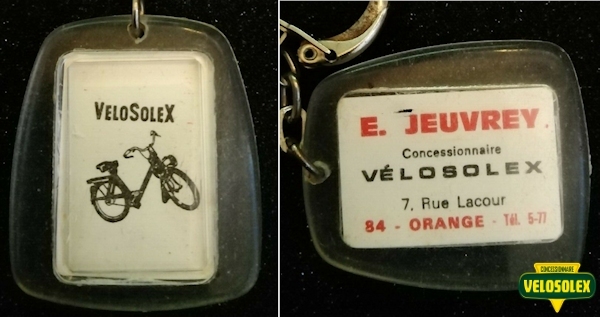 VELOSOLEX
E. JEUVREY.
Concessionnaire
VÉLOSOLEX
7, Rue Lacour
84 - ORANGE - Tél. 5-77
CONCESSIONNAIRE
VELOSOLEX